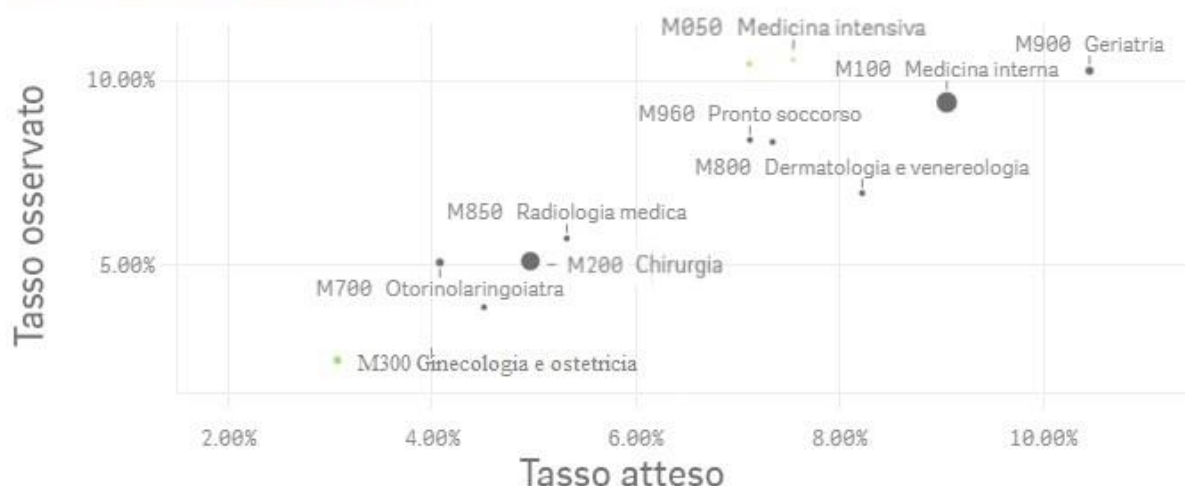 M050 Medicina intensiva
M900 Geriatria
M100 Medicina interna
10.00%
M960 Pronto soccorso
M800 Dermatologia e venereologia
Tasso osservato
M850 Radiologia medica
5.00%
M200 Chirurgia
M700 Otorinolaringoiatra
M300 Ginecologia e ostetricia
2.00%
4.00%
6.00%
8.00%
10.00%
Tasso atteso